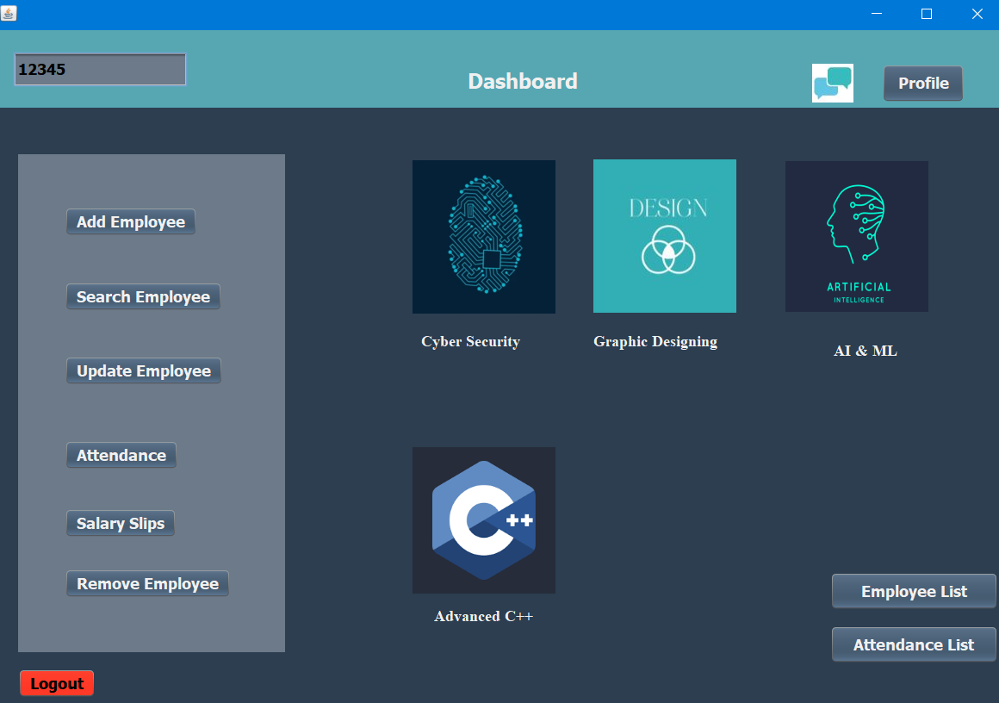 12345
Dashboard
Profile
Add Employee
Search Employee
Update Employee
Attendance
Salary Slips
Remove Employee
Logout
DESIGN
ARTIFICIAL
INTELLIGENCE
Cyber Security
Graphic Designing
AI & ML
C++
Advanced C++
Employee List
Attendance List